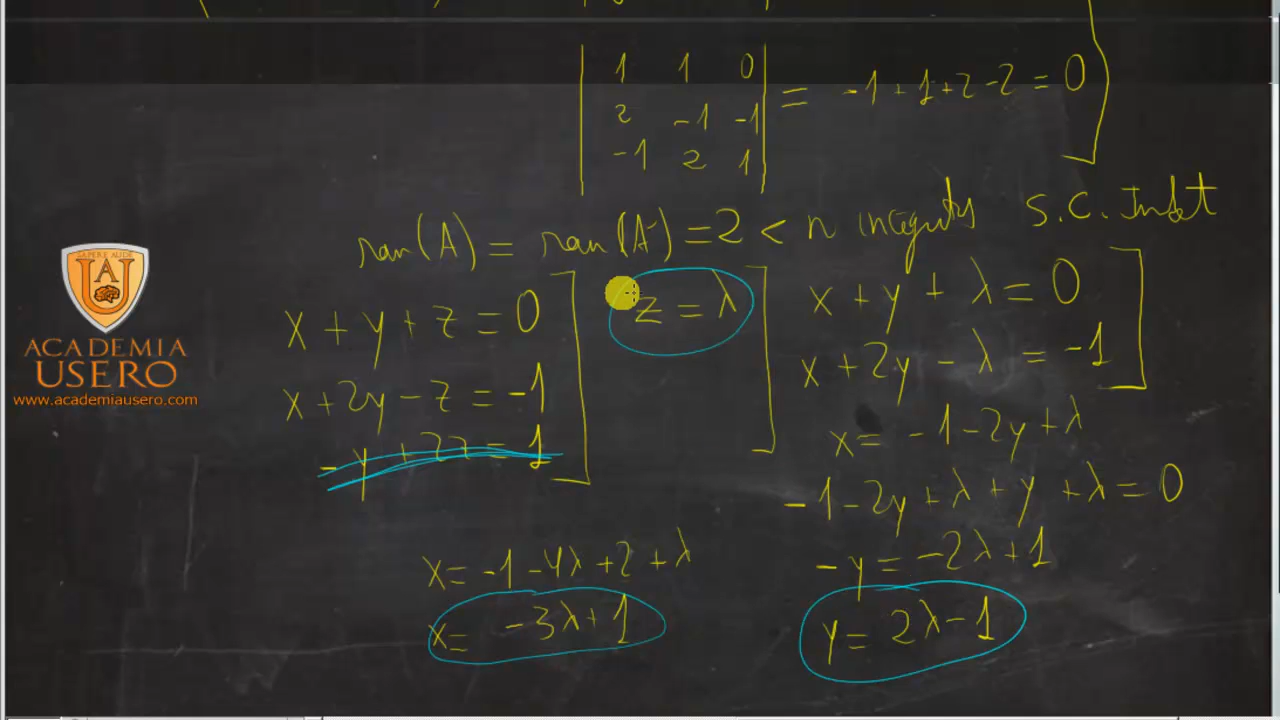 1 1 0
2 -1 -1 = -1+1+2-2=0
-1 2 1
ran(A) = ran(A*) = 2 < n incógnitas S.C. Indet
x+y+z=0
x+2y-z=-1
-y+2z=1
z=λ
x+y+λ=0
x+2y-λ=-1
x=-1-2y+λ
-1-2y+λ+y+λ=0
-y=-2λ+1
y=2λ-1
x=-1-4λ+2+λ
x=-3λ+1
SAPERE AUDE
UA
ACADEMIA
USERO
www.academiausero.com